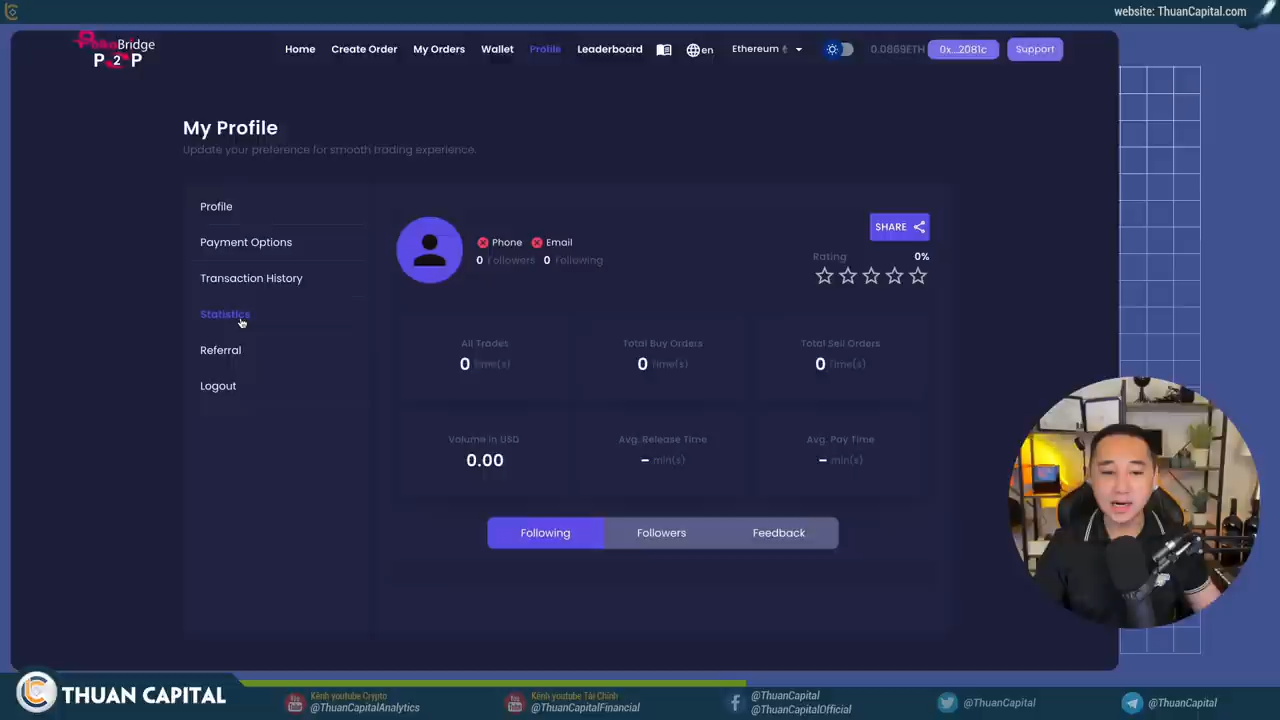 website: ThuanCapital.com
PolkaBridge
P2P
Home
Create Order
My Orders
Wallet
Profile
Leaderboard
en
Ethereum
0.0869ETH
0x...2081c
Support
My Profile
Update your preference for smooth trading experience.
Profile
Payment Options
Transaction History
Statistics
Referral
Logout
Phone Email
0 Followers 0 Following
SHARE
Rating 0%
All Trades
0 Time(s)
Total Buy Orders
0 Time(s)
Total Sell Orders
0 Time(s)
Volume in USD
0.00
Avg. Release Time
– min(s)
Avg. Pay Time
– min(s)
Following
Followers
Feedback
THUAN CAPITAL
Kênh youtube Crypto
@ThuanCapitalAnalytics
Kênh youtube Tài Chính
@ThuanCapitalFinancial
@ThuanCapital
@ThuanCapitalOfficial
@ThuanCapital
@ThuanCapital